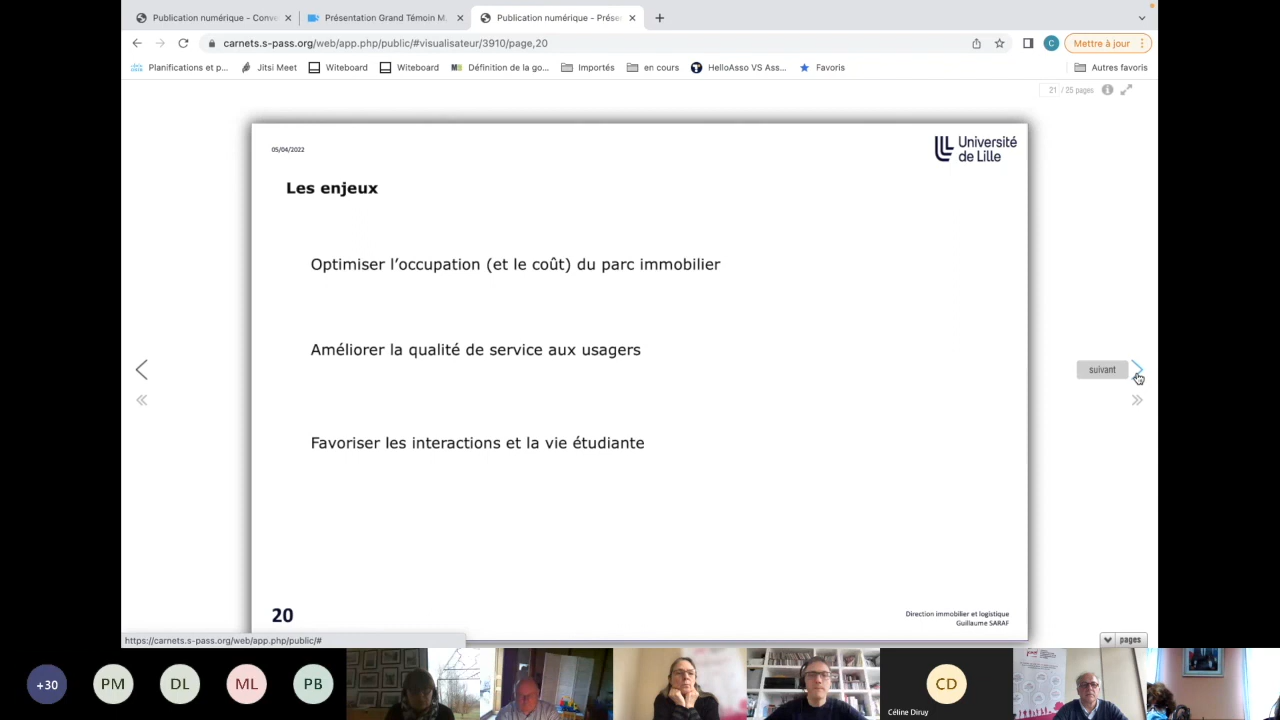 Publication numérique - Conve
Présentation Grand Témoin M.
Publication numérique - Prése
carnets.s-pass.org/web/app.php/public/#visualisateur/3910/page,20
C
Mettre à jour
Planifications et p...
Jitsi Meet
Witeboard
Witeboard
Définition de la go...
Importés
en cours
HelloAsso VS Ass...
Favoris
Autres favoris
21 / 25 pages
05/04/2022
Université
de Lille
Les enjeux
Optimiser l’occupation (et le coût) du parc immobilier
Améliorer la qualité de service aux usagers
suivant
Favoriser les interactions et la vie étudiante
20
Direction immobilier et logistique
Guillaume SARAF
https://carnets.s-pass.org/web/app.php/public/#
pages
+30
PM
DL
ML
PB
CD
Céline Diruy